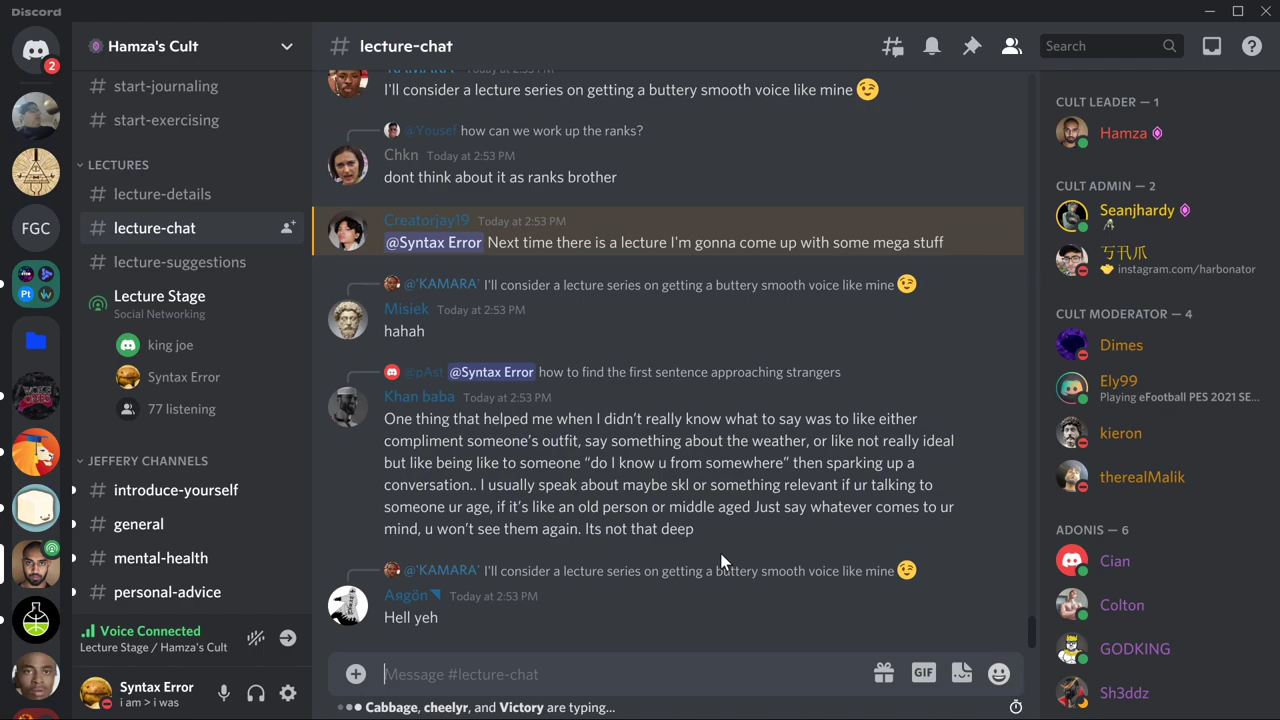 Discord
2
FGC
Hamza's Cult
start-journaling
start-exercising
LECTURES
lecture-details
lecture-chat
lecture-suggestions
Lecture Stage
Social Networking
king joe
Syntax Error
77 listening
JEFFERY CHANNELS
introduce-yourself
general
mental-health
personal-advice
Voice Connected
Lecture Stage / Hamza's Cult
Syntax Error
i am > i was
# lecture-chat
Search
'KAMARA' Today at 2:53 PM
I'll consider a lecture series on getting a buttery smooth voice like mine 😉
@Yousef how can we work up the ranks?
Chkn Today at 2:53 PM
dont think about it as ranks brother
Creatorjay19 Today at 2:53 PM
@Syntax Error Next time there is a lecture I'm gonna come up with some mega stuff
@'KAMARA' I'll consider a lecture series on getting a buttery smooth voice like mine 😉
Misiek Today at 2:53 PM
hahah
@pAst @Syntax Error how to find the first sentence approaching strangers
Khan baba Today at 2:53 PM
One thing that helped me when I didn't really know what to say was to like either
compliment someone's outfit, say something about the weather, or like not really ideal
but like being like to someone “do I know u from somewhere” then sparking up a
conversation.. I usually speak about maybe skl or something relevant if ur talking to
someone ur age, if it's like an old person or middle aged Just say whatever comes to ur
mind, u won't see them again. Its not that deep
@'KAMARA' I'll consider a lecture series on getting a buttery smooth voice like mine 😉
Aяgön◥ Today at 2:53 PM
Hell yeh
Message #lecture-chat
GIF
Cabbage, cheelyr, and Victory are typing...
CULT LEADER — 1
Hamza
CULT ADMIN — 2
Seanjhardy
instagram.com/harbonator
CULT MODERATOR — 4
Dimes
Ely99
Playing eFootball PES 2021 SE...
kieron
therealMalik
ADONIS — 6
Cian
Colton
GODKING
Sh3ddz